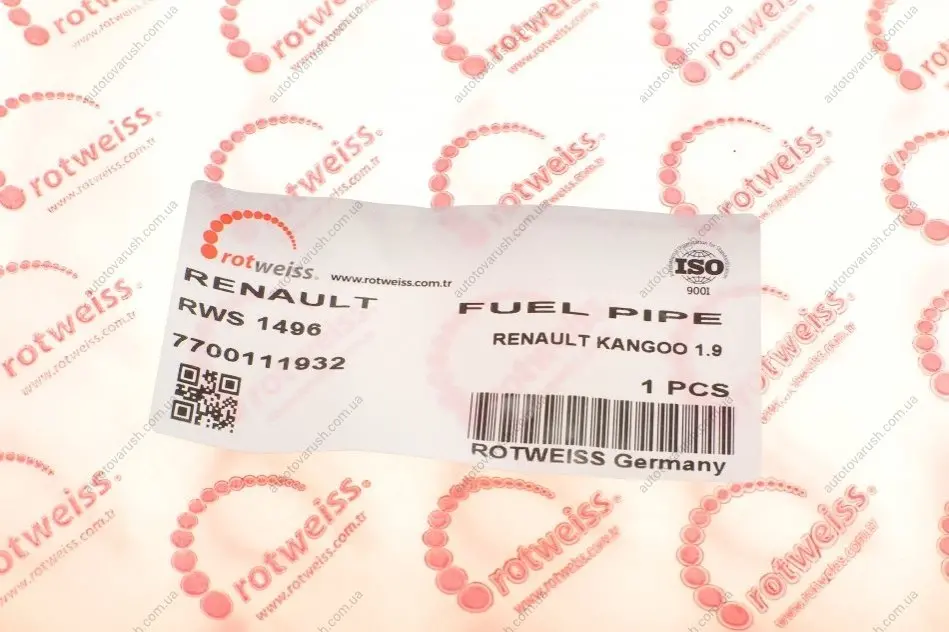 rotweiss®
www.rotweiss.com.tr
RENAULT
RWS 1496
7700111932
ISO
9001
FUEL PIPE
RENAULT KANGOO 1.9
1 PCS
ROTWEISS Germany
rotweiss®
www.rotweiss.com.tr
autotovarush.com.ua